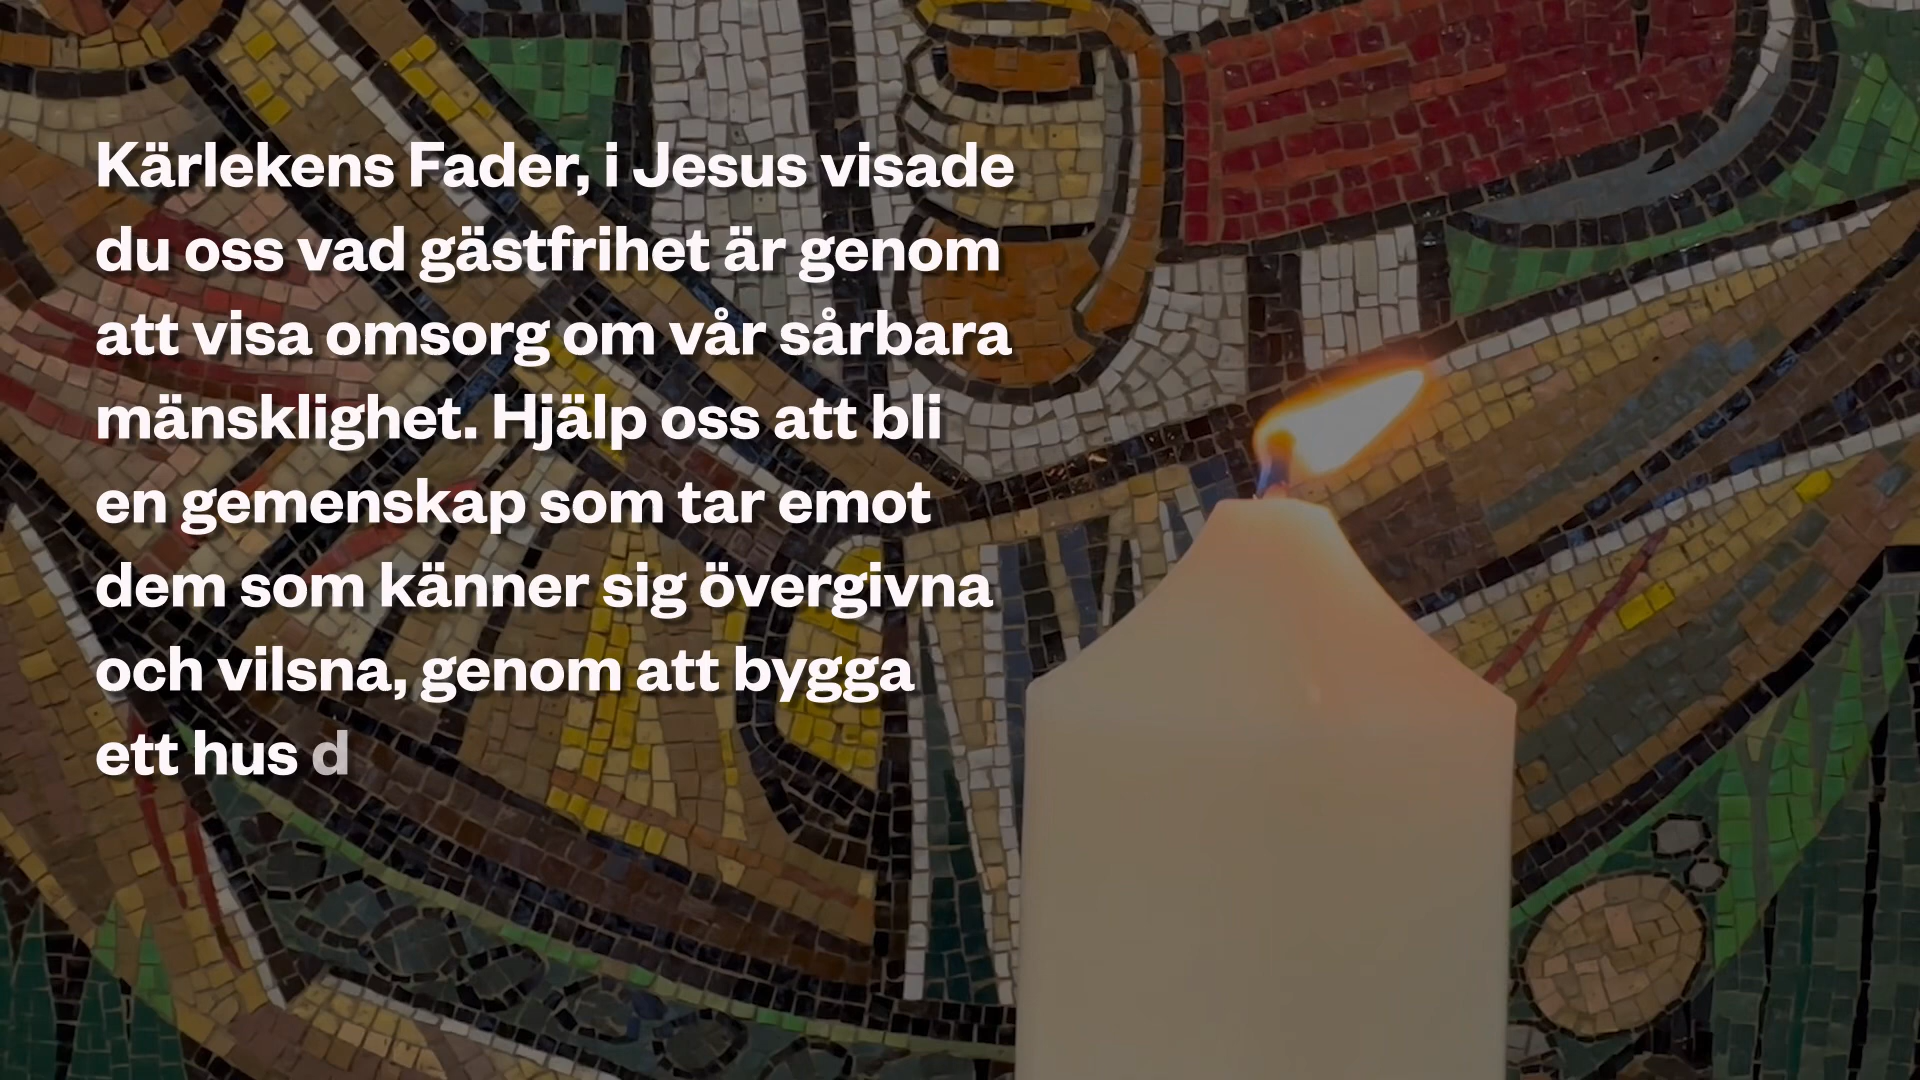 Kärlekens Fader, i Jesus visade
du oss vad gästfrihet är genom
att visa omsorg om vår sårbara
mänsklighet. Hjälp oss att bli
en gemenskap som tar emot
dem som känner sig övergivna
och vilsna, genom att bygga
ett hus d